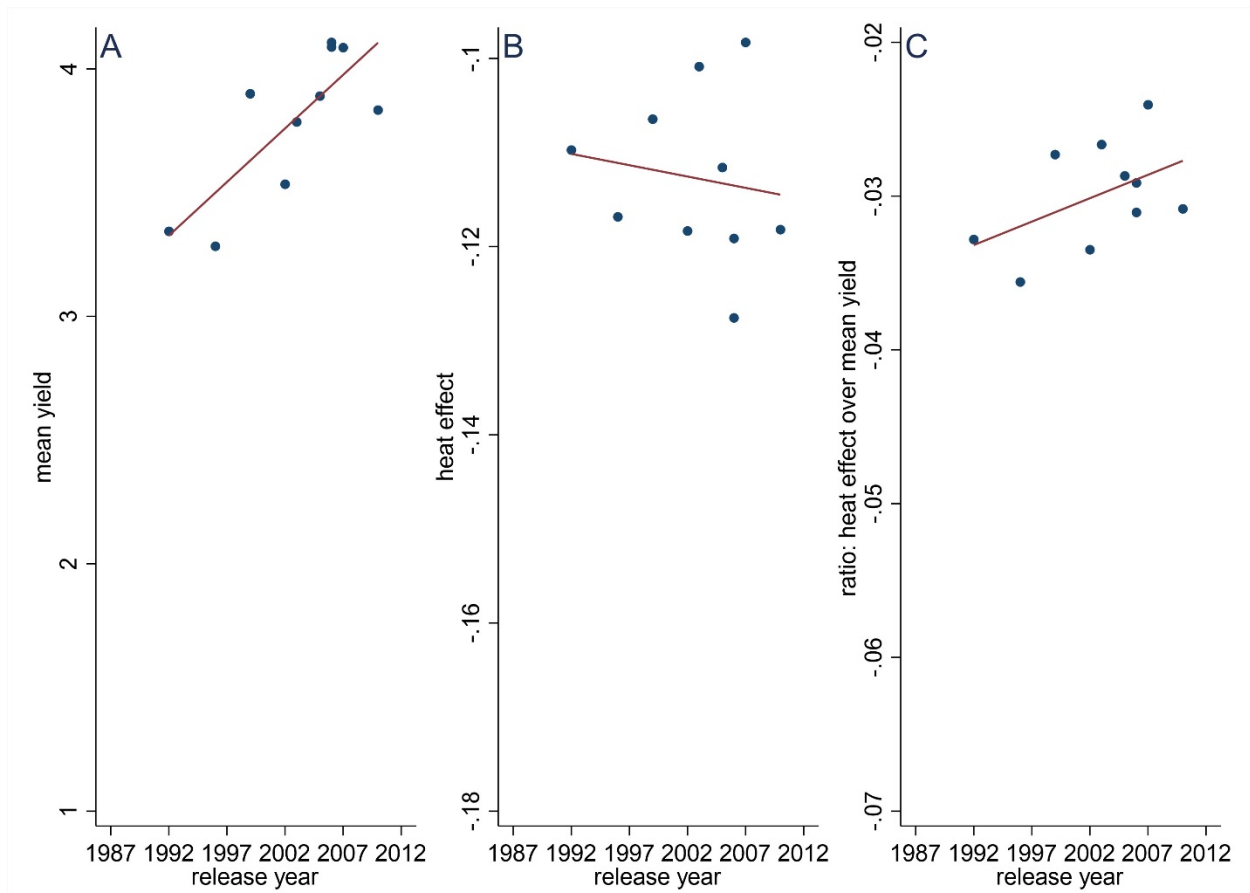 A
mean yield
4
3
2
1
1987 1992 1997 2002 2007 2012
release year
B
heat effect
-.1
-.12
-.14
-.16
-.18
1987 1992 1997 2002 2007 2012
release year
C
ratio: heat effect over mean yield
-.02
-.03
-.04
-.05
-.06
-.07
1987 1992 1997 2002 2007 2012
release year